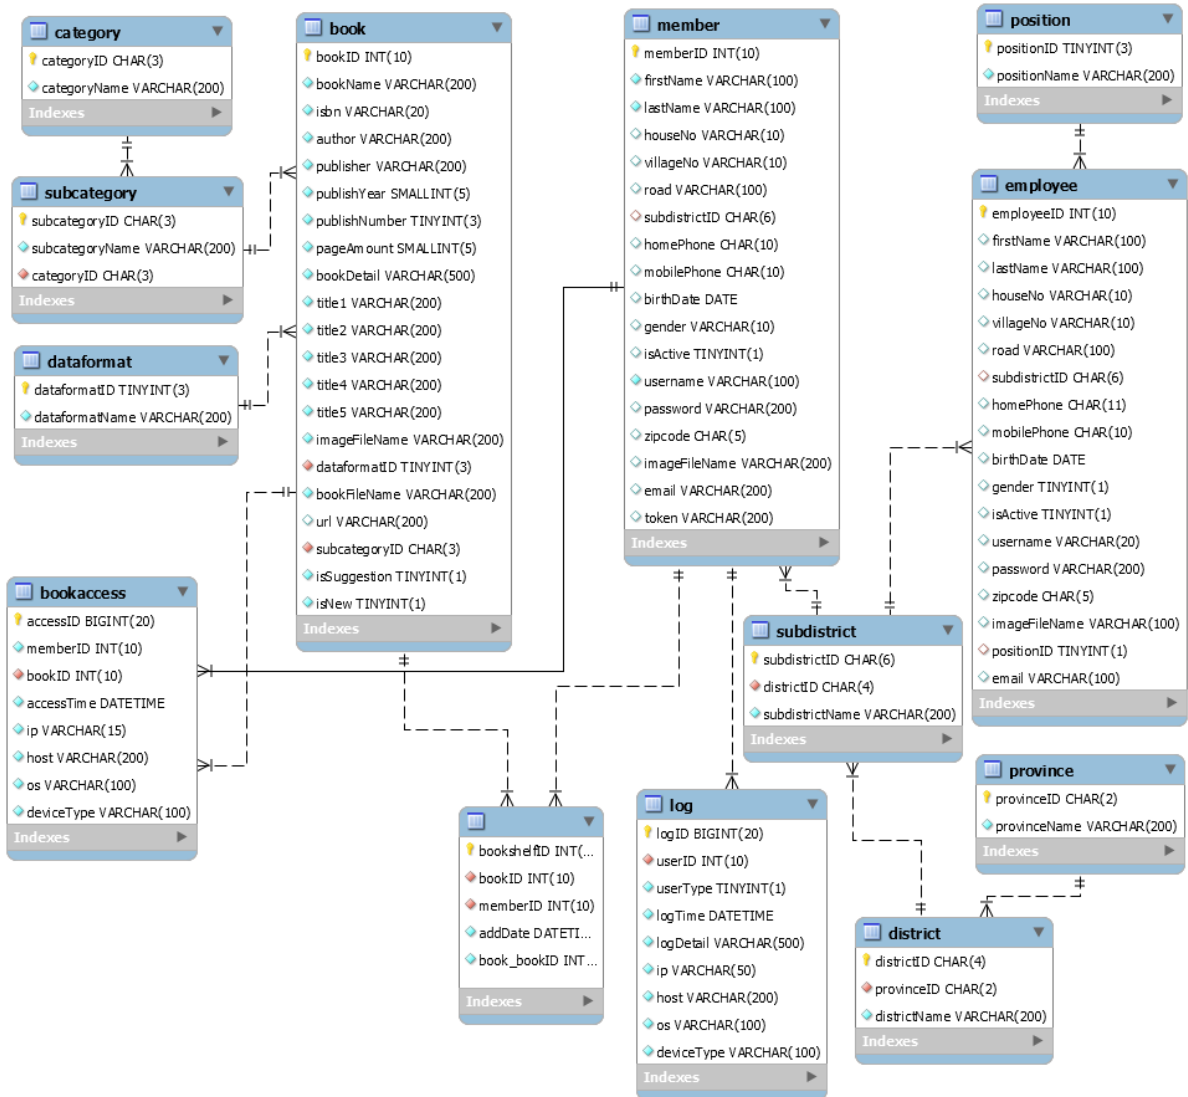 category
categoryID CHAR(3)
categoryName VARCHAR(200)
Indexes
subcategory
subcategoryID CHAR(3)
subcategoryName VARCHAR(200)
categoryID CHAR(3)
Indexes
dataformat
dataformatID TINYINT(3)
dataformatName VARCHAR(200)
Indexes
bookaccess
accessID BIGINT(20)
memberID INT(10)
bookID INT(10)
accessTime DATETIME
ip VARCHAR(15)
host VARCHAR(200)
os VARCHAR(100)
deviceType VARCHAR(100)
Indexes
book
bookID INT(10)
bookName VARCHAR(200)
isbn VARCHAR(20)
author VARCHAR(200)
publisher VARCHAR(200)
publishYear SMALLINT(5)
publishNumber TINYINT(3)
pageAmount SMALLINT(5)
bookDetail VARCHAR(500)
title1 VARCHAR(200)
title2 VARCHAR(200)
title3 VARCHAR(200)
title4 VARCHAR(200)
title5 VARCHAR(200)
imageFileName VARCHAR(200)
dataformatID TINYINT(3)
bookFileName VARCHAR(200)
url VARCHAR(200)
subcategoryID CHAR(3)
isSuggestion TINYINT(1)
isNew TINYINT(1)
Indexes
bookshelfID INT(...
bookID INT(10)
memberID INT(10)
addDate DATETI...
book_bookID INT...
Indexes
member
memberID INT(10)
firstName VARCHAR(100)
lastName VARCHAR(100)
houseNo VARCHAR(10)
villageNo VARCHAR(10)
road VARCHAR(100)
subdistrictID CHAR(6)
homePhone CHAR(10)
mobilePhone CHAR(10)
birthDate DATE
gender VARCHAR(10)
isActive TINYINT(1)
username VARCHAR(100)
password VARCHAR(200)
zipcode CHAR(5)
imageFileName VARCHAR(200)
email VARCHAR(200)
token VARCHAR(200)
Indexes
log
logID BIGINT(20)
userID INT(10)
userType TINYINT(1)
logTime DATETIME
logDetail VARCHAR(500)
ip VARCHAR(50)
host VARCHAR(200)
os VARCHAR(100)
deviceType VARCHAR(100)
Indexes
subdistrict
subdistrictID CHAR(6)
districtID CHAR(4)
subdistrictName VARCHAR(200)
Indexes
position
positionID TINYINT(3)
positionName VARCHAR(200)
Indexes
employee
employeeID INT(10)
firstName VARCHAR(100)
lastName VARCHAR(100)
houseNo VARCHAR(10)
villageNo VARCHAR(10)
road VARCHAR(100)
subdistrictID CHAR(6)
homePhone CHAR(11)
mobilePhone CHAR(10)
birthDate DATE
gender TINYINT(1)
isActive TINYINT(1)
username VARCHAR(20)
password VARCHAR(200)
zipcode CHAR(5)
imageFileName VARCHAR(100)
positionID TINYINT(1)
email VARCHAR(100)
Indexes
province
provinceID CHAR(2)
provinceName VARCHAR(200)
Indexes
district
districtID CHAR(4)
provinceID CHAR(2)
districtName VARCHAR(200)
Indexes